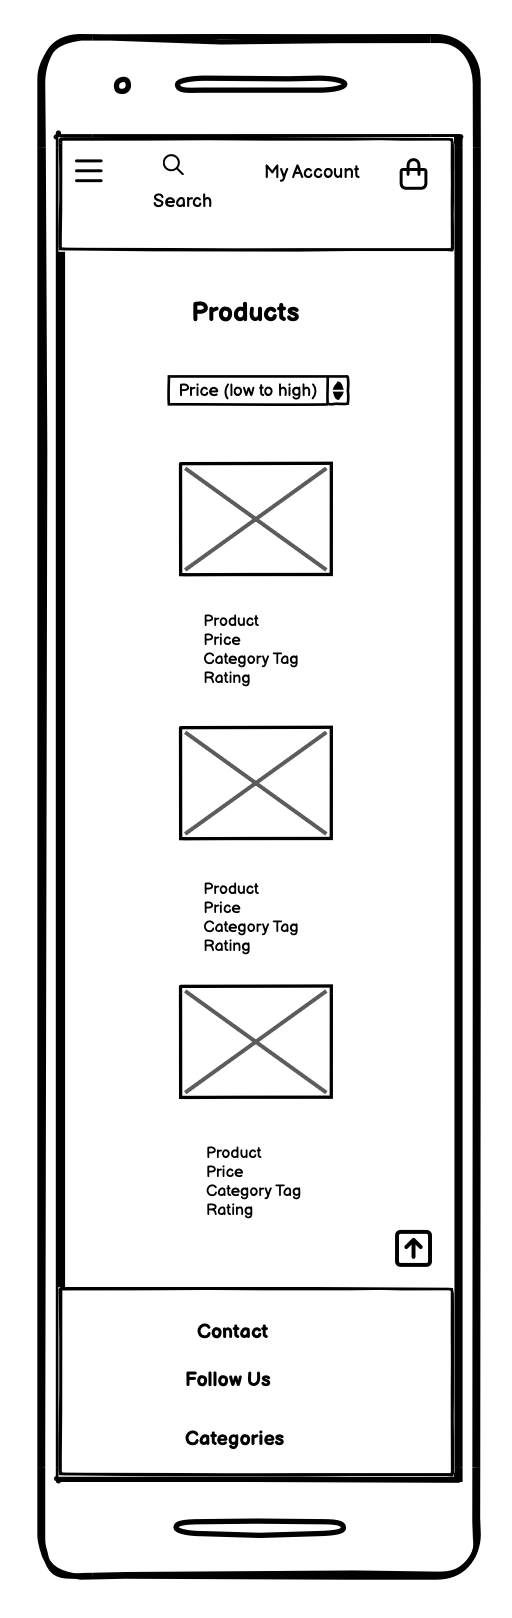 My Account
Search
Products
Price (low to high)
Product
Price
Category Tag
Rating
Product
Price
Category Tag
Rating
Product
Price
Category Tag
Rating
Contact
Follow Us
Categories